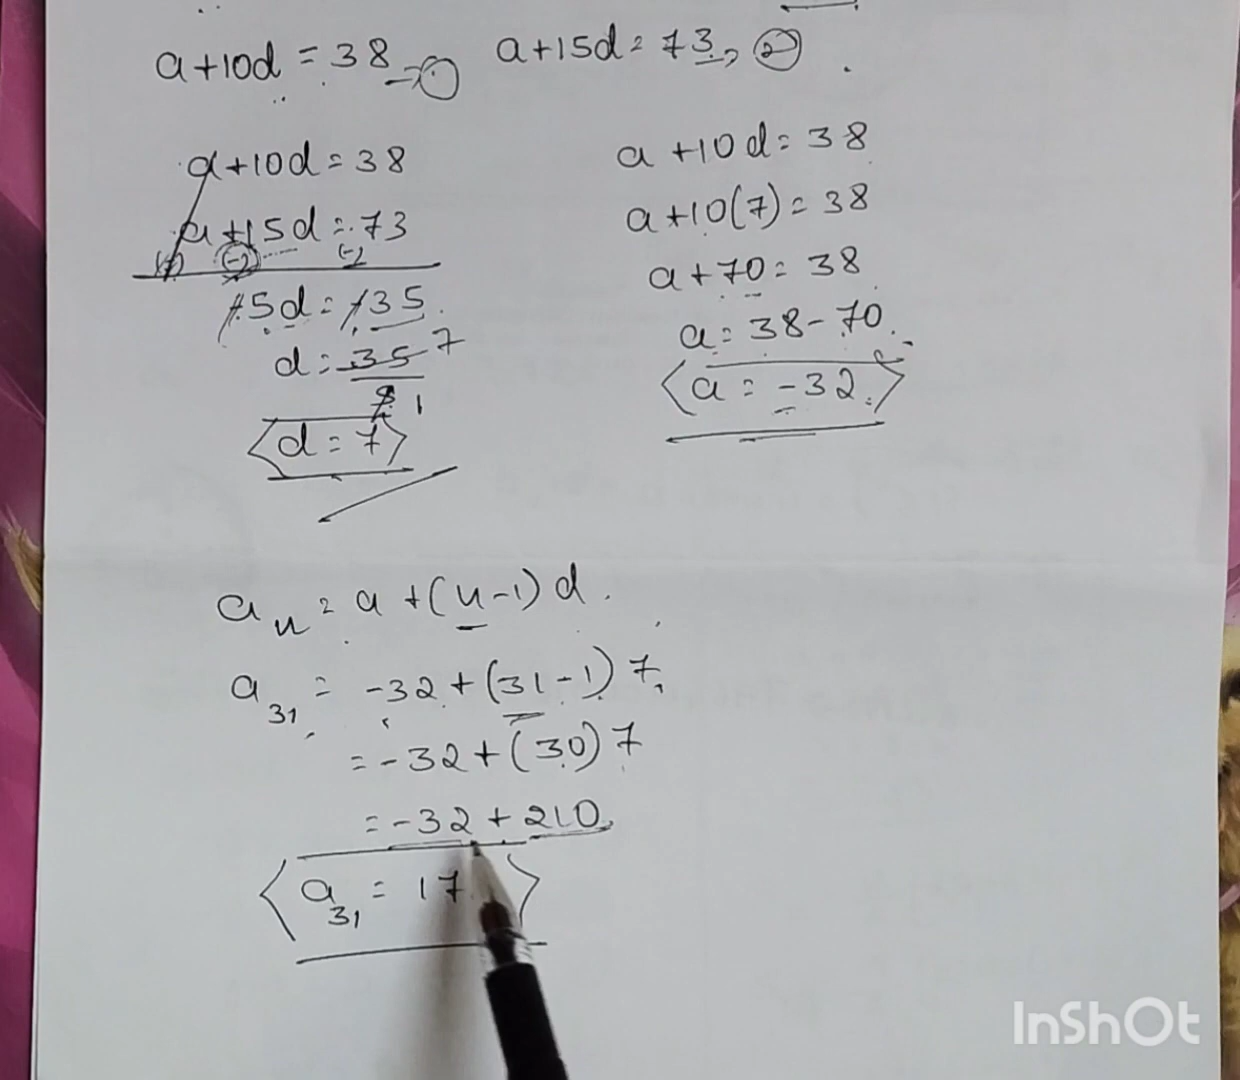 a+10d = 38 → ① a+15d = 73, ②
a+10d = 38
a+15d = 73
(-) (-) (-)
-5d = -35
d = 35 7
5 1
d = 7
a +10d = 38
a+10(7) = 38
a+70 = 38
a = 38-70
a = -32
aₙ = a +(n-1) d
a₃₁ = -32+(31-1) 7
= -32+(30) 7
= -32+210
a₃₁ = 17
InShOt